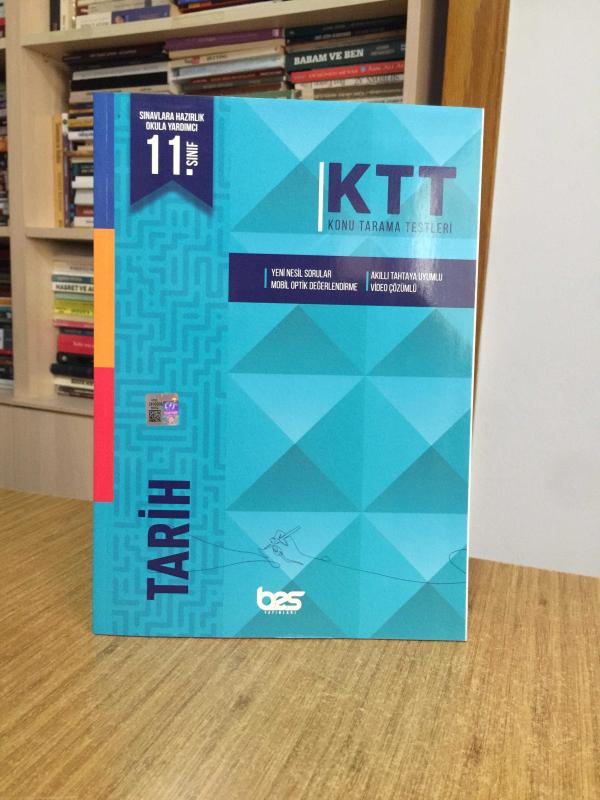 BABAM VE BEN
SINAVLARA HAZIRLIK
OKULA YARDIMCI
11. SINIF
KTT
KONU TARAMA TESTLERİ
YENİ NESİL SORULAR
MOBİL OPTİK DEĞERLENDİRME
AKILLI TAHTAYA UYUMLU
VİDEO ÇÖZÜMLÜ
TARİH
bes
YAYINLARI